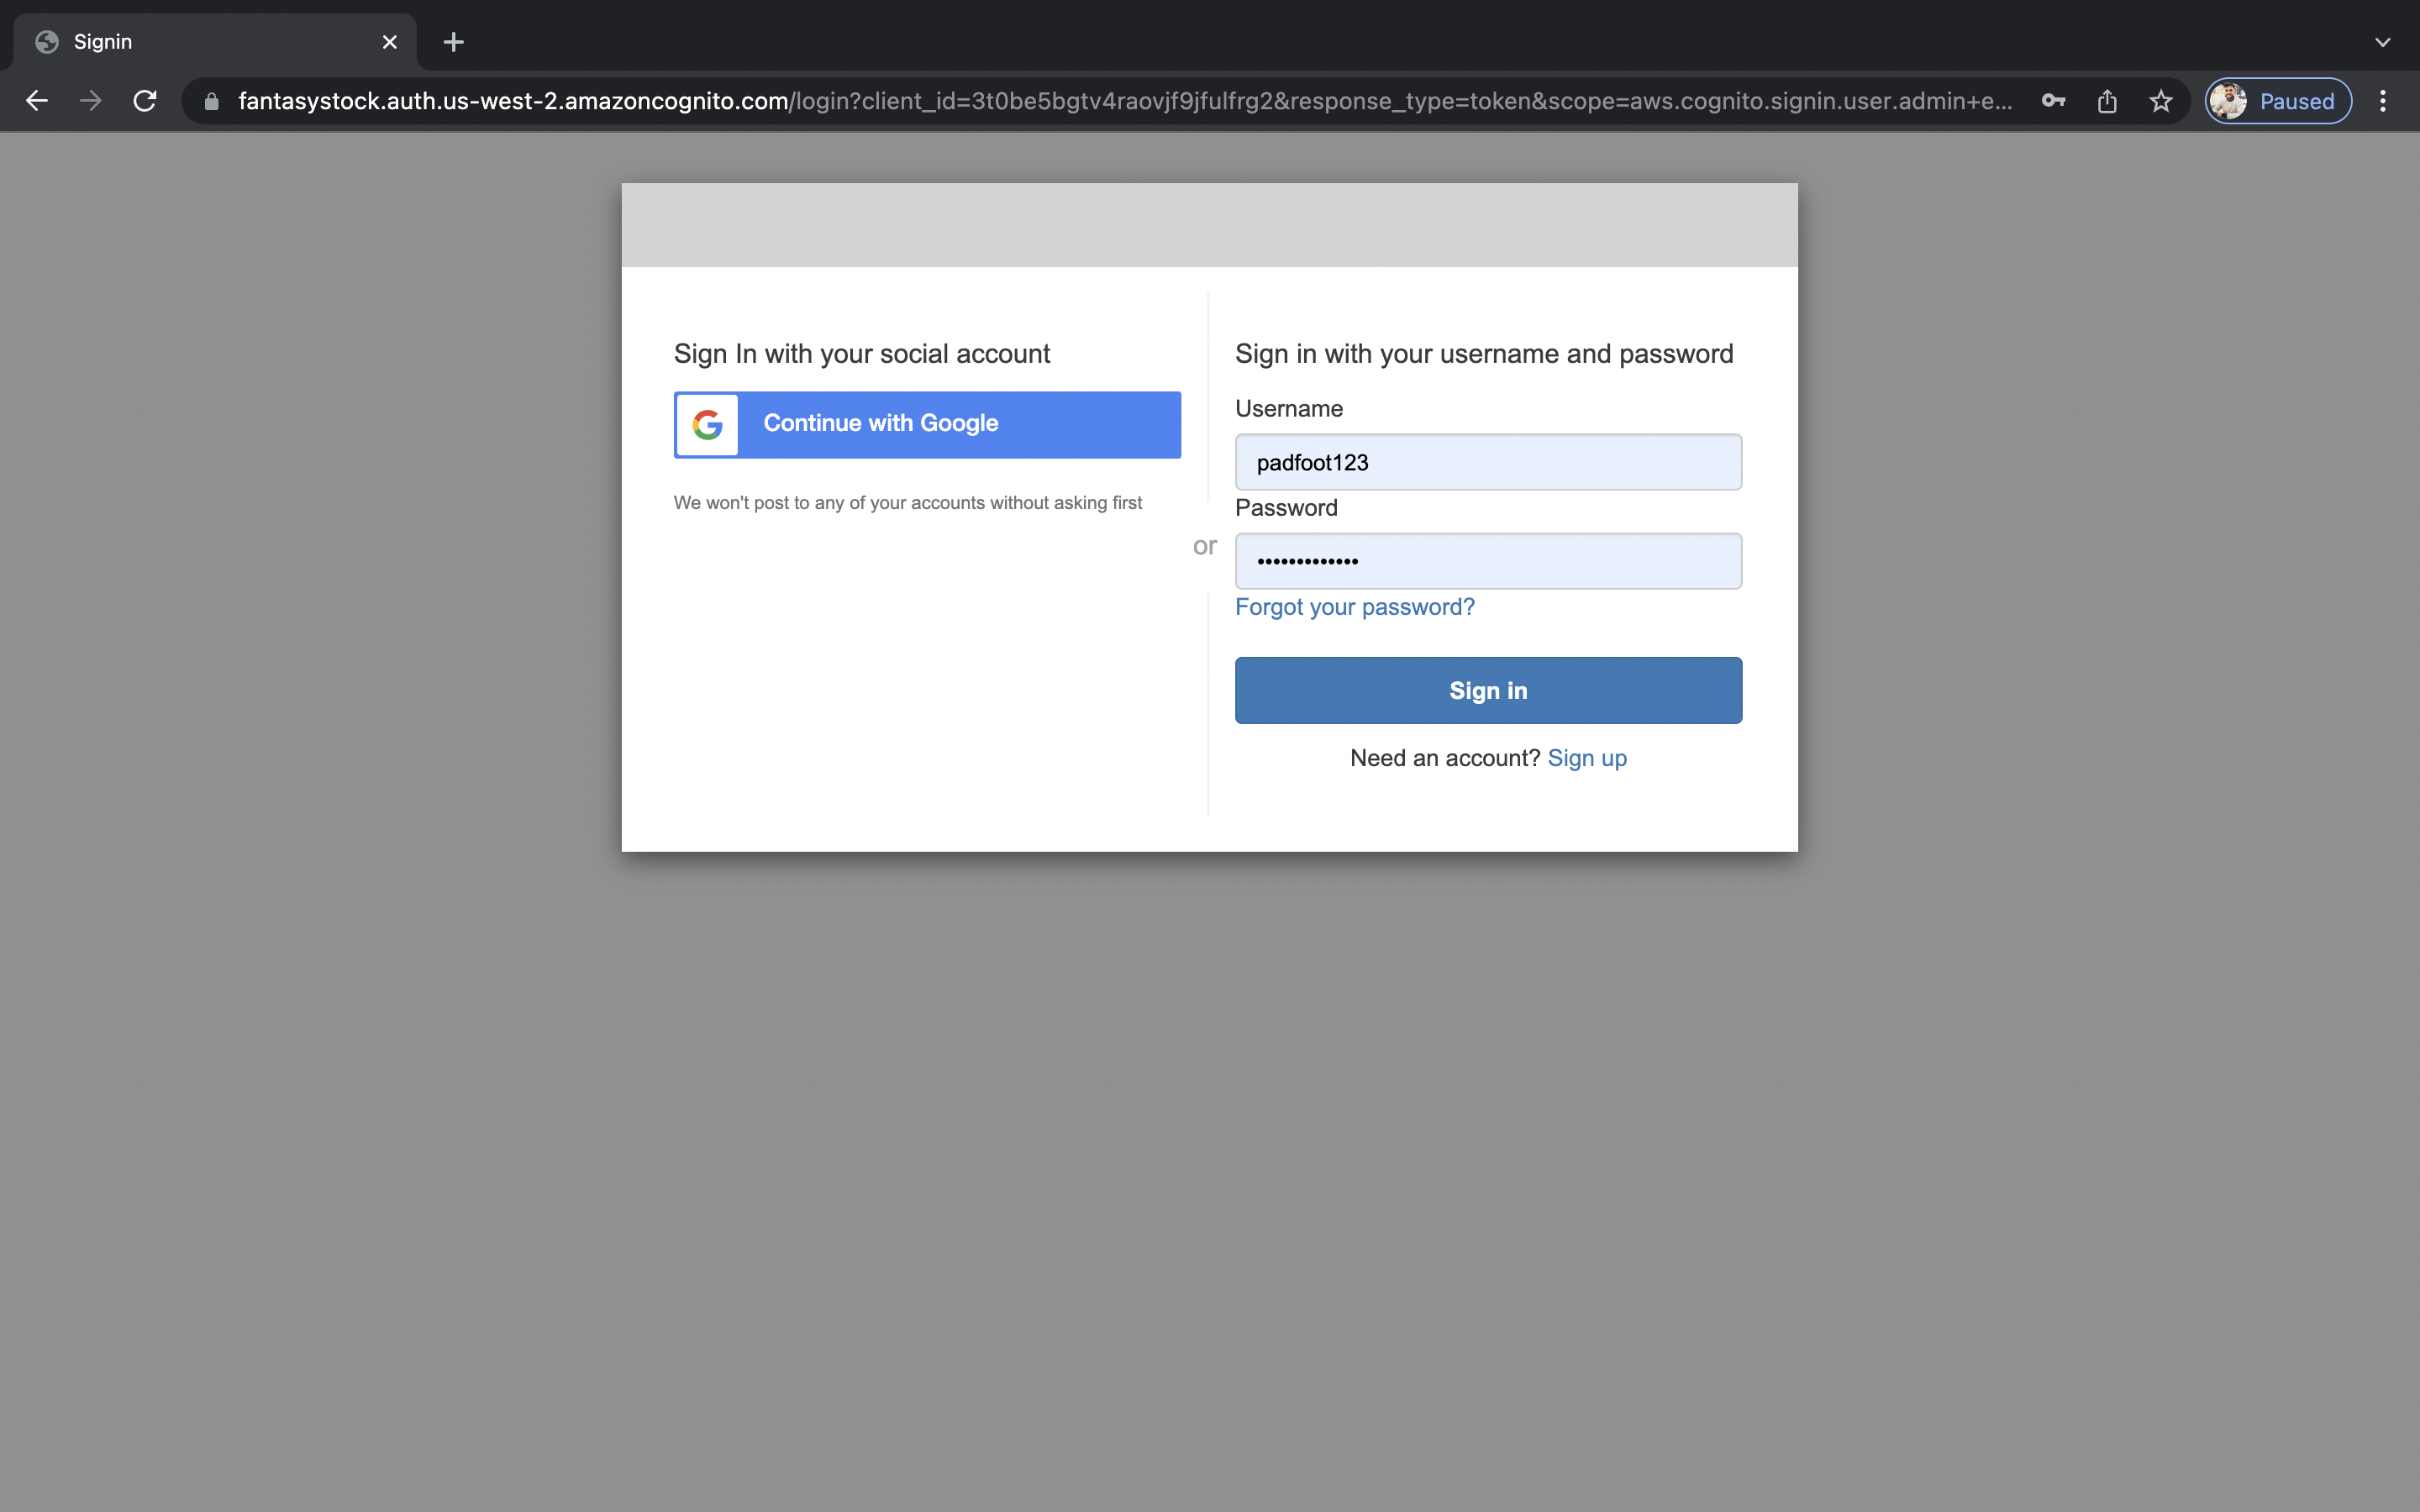 Signin
fantasystock.auth.us-west-2.amazoncognito.com/login?client_id=3t0be5bgtv4raovjf9jfulfrg2&response_type=token&scope=aws.cognito.signin.user.admin+e...
Paused
Sign In with your social account
Continue with Google
We won't post to any of your accounts without asking first
or
Sign in with your username and password
Username
padfoot123
Password
•••••••••••••
Forgot your password?
Sign in
Need an account? Sign up